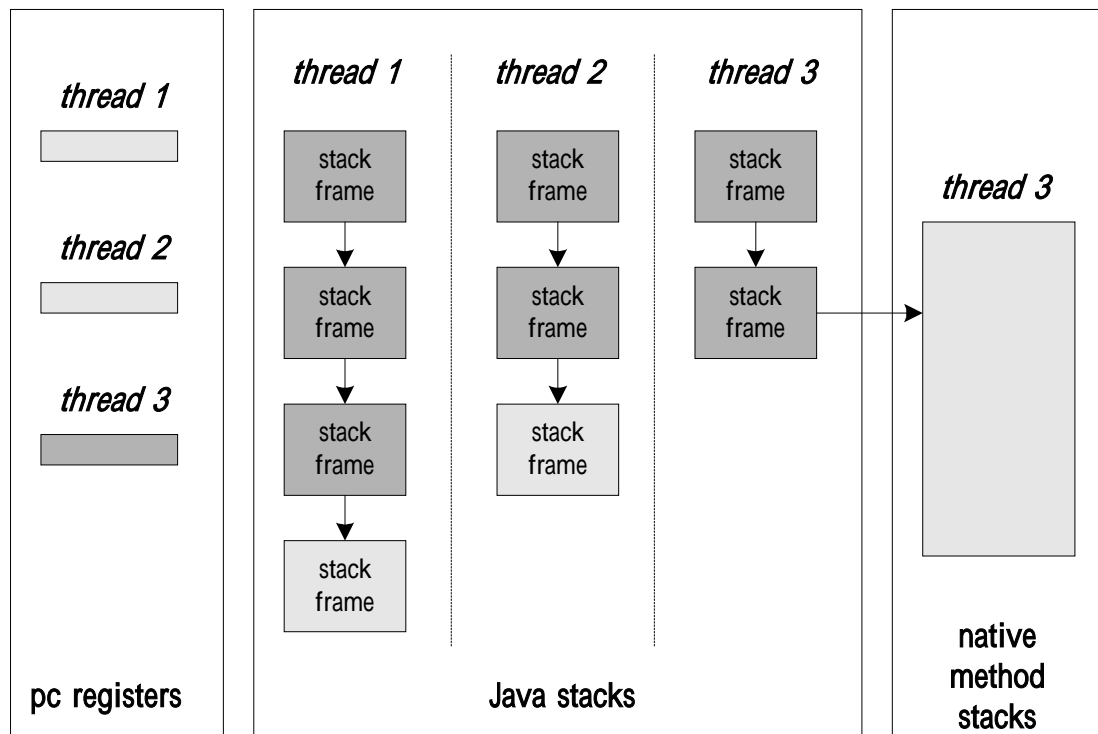 thread 1
thread 2
thread 3
pc registers
thread 1
stack
frame
stack
frame
stack
frame
stack
frame
thread 2
stack
frame
stack
frame
stack
frame
thread 3
stack
frame
stack
frame
Java stacks
thread 3
native
method
stacks